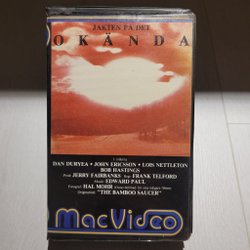 JAKTEN PÅ DET
OKÄNDA
I rollerna
DAN DURYEA • JOHN ERICSON • LOIS NETTLETON
BOB HASTINGS
Prod. JERRY FAIRBANKS Regi FRANK TELFORD
Musik EDWARD PAUL
Fotografi HAL MOHR
Originaltitel "THE BAMBOO SAUCER"
MacVideo